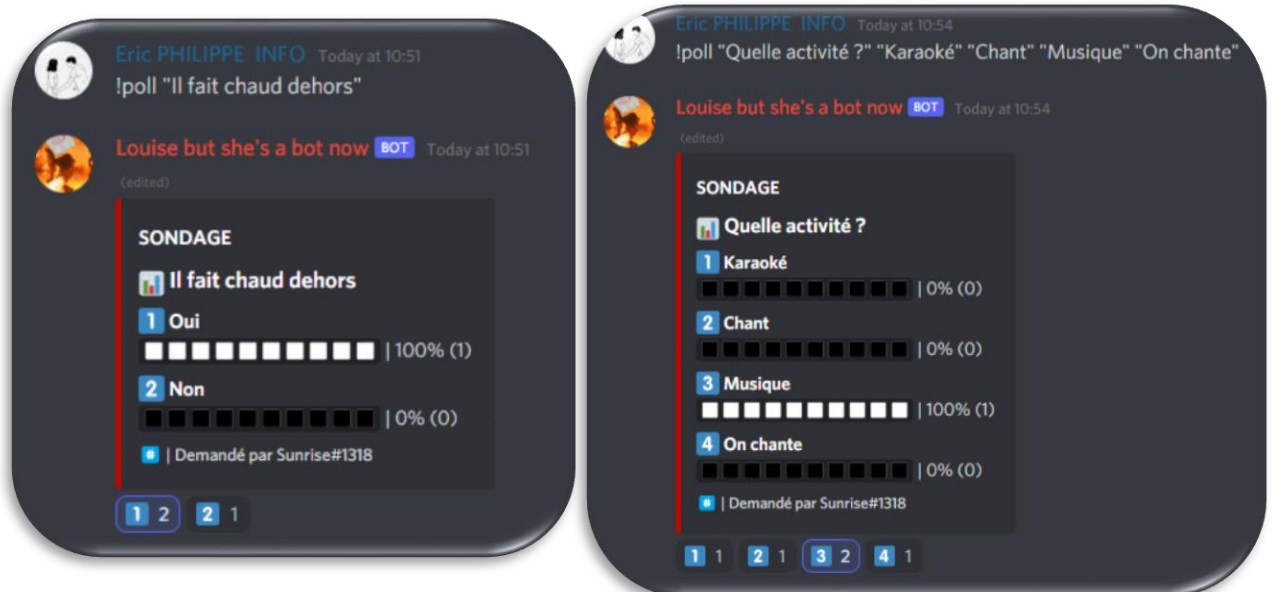 Eric PHILIPPE INFO Today at 10:51
!poll "Il fait chaud dehors"
Louise but she's a bot now BOT Today at 10:51
(edited)
SONDAGE
Il fait chaud dehors
1 Oui
| 100% (1)
2 Non
| 0% (0)
# | Demandé par Sunrise#1318
1 2 2 1
Eric PHILIPPE INFO Today at 10:54
!poll "Quelle activité ?" "Karaoké" "Chant" "Musique" "On chante"
Louise but she's a bot now BOT Today at 10:54
(edited)
SONDAGE
Quelle activité ?
1 Karaoké
| 0% (0)
2 Chant
| 0% (0)
3 Musique
| 100% (1)
4 On chante
| 0% (0)
# | Demandé par Sunrise#1318
1 1 2 1 3 2 4 1